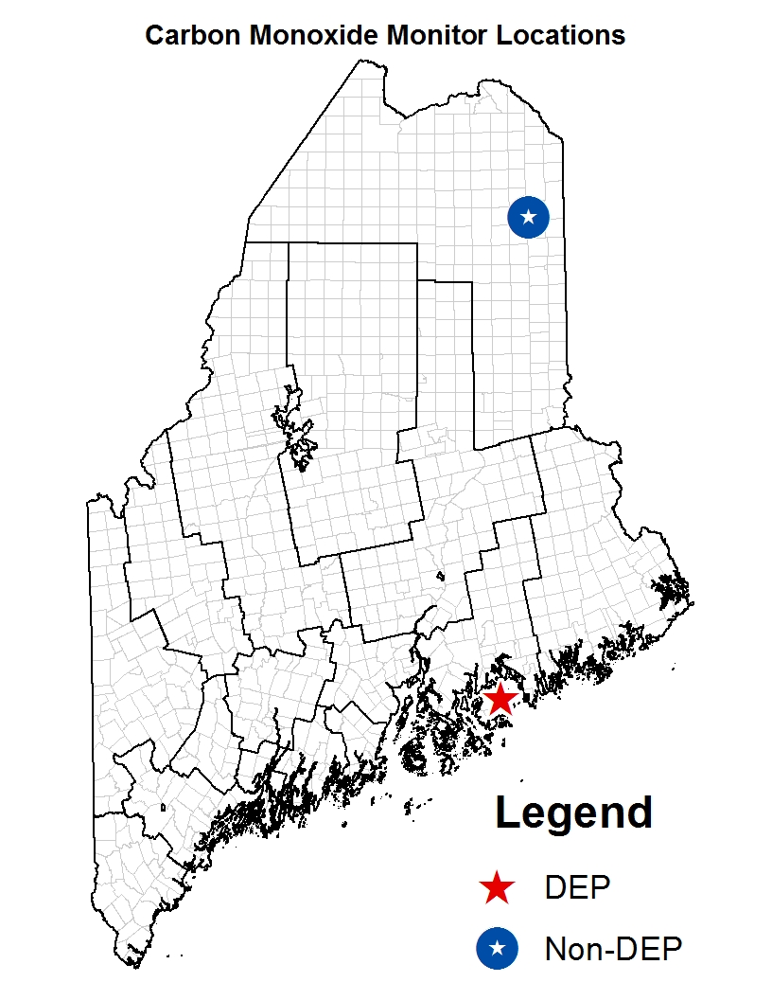 Carbon Monoxide Monitor Locations
Legend
DEP
Non-DEP